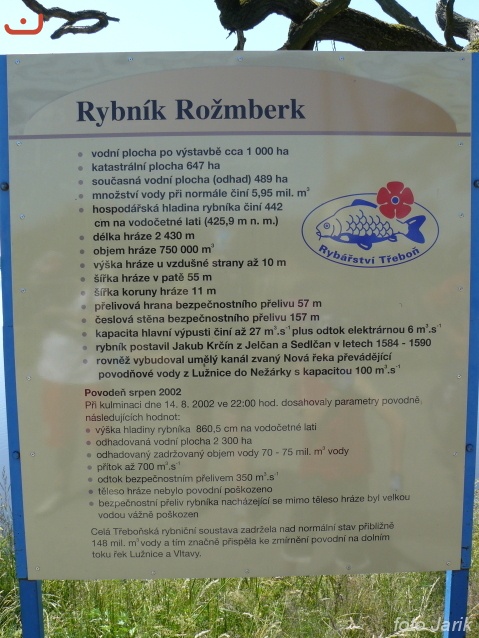 Rybník Rožmberk
• vodní plocha po výstavbě cca 1 000 ha
• katastrální plocha 647 ha
• současná vodní plocha (odhad) 489 ha
• množství vody při normále činí 5,95 mil. m³
• hospodářská hladina rybníka činí 442
cm na vodočetné lati (425,9 m n. m.)
• délka hráze 2 430 m
• objem hráze 750 000 m³
• výška hráze u vzdušné strany až 10 m
• šířka hráze v patě 55 m
• šířka koruny hráze 11 m
• přelivová hrana bezpečnostního přelivu 57 m
• česlová stěna bezpečnostního přelivu 157 m
• kapacita hlavní výpusti činí až 27 m³.s⁻¹ plus odtok elektrárnou 6 m³.s⁻¹
• rybník postavil Jakub Krčín z Jelčan a Sedlčan v letech 1584 - 1590
• rovněž vybudoval umělý kanál zvaný Nová řeka převádějící
povodňové vody z Lužnice do Nežárky s kapacitou 100 m³.s⁻¹
Rybářství Třeboň
Povodeň srpen 2002
Při kulminaci dne 14. 8. 2002 ve 22:00 hod. dosahovaly parametry povodně,
následujících hodnot:
• výška hladiny rybníka 860,5 cm na vodočetné lati
• odhadovaná vodní plocha 2 300 ha
• odhadovaný zadržovaný objem vody 70 - 75 mil. m³ vody
• přítok až 700 m³.s⁻¹
• odtok bezpečnostním přelivem 350 m³.s⁻¹
• těleso hráze nebylo povodní poškozeno
• bezpečnostní přeliv rybníka nacházející se mimo těleso hráze byl velkou
vodou vážně poškozen
Celá Třeboňská rybniční soustava zadržela nad normální stav přibližně
148 mil. m³ vody a tím značně přispěla ke zmírnění povodní na dolním
toku řek Lužnice a Vltavy.
foto Jarik